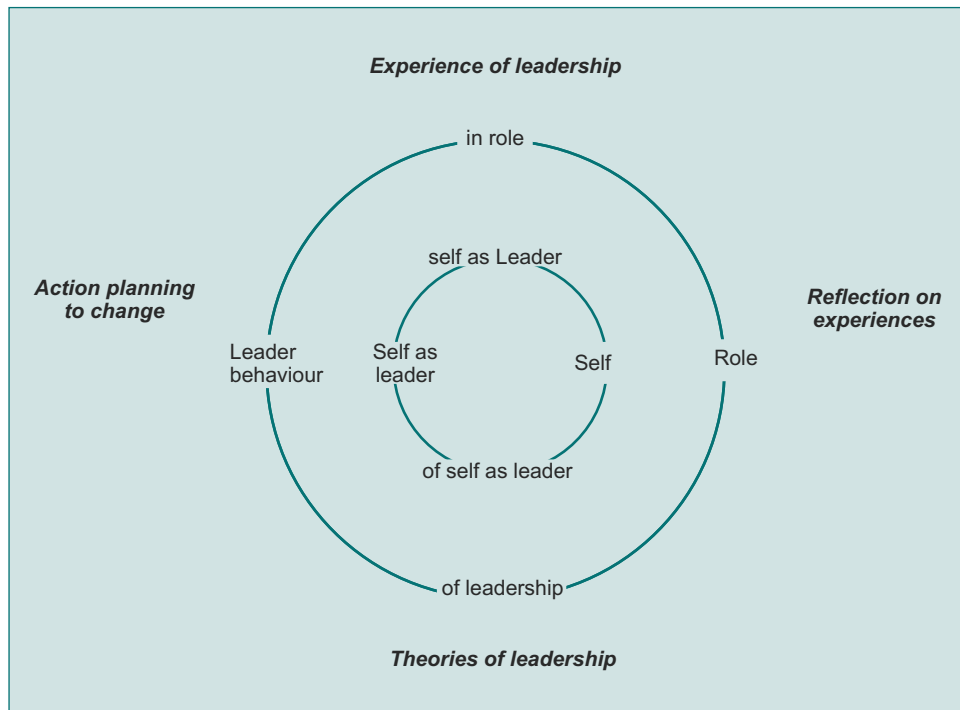 Experience of leadership
in role
self as Leader
Action planning
to change
Reflection on
experiences
Leader
behaviour
Self as
leader
Self
Role
of self as leader
of leadership
Theories of leadership